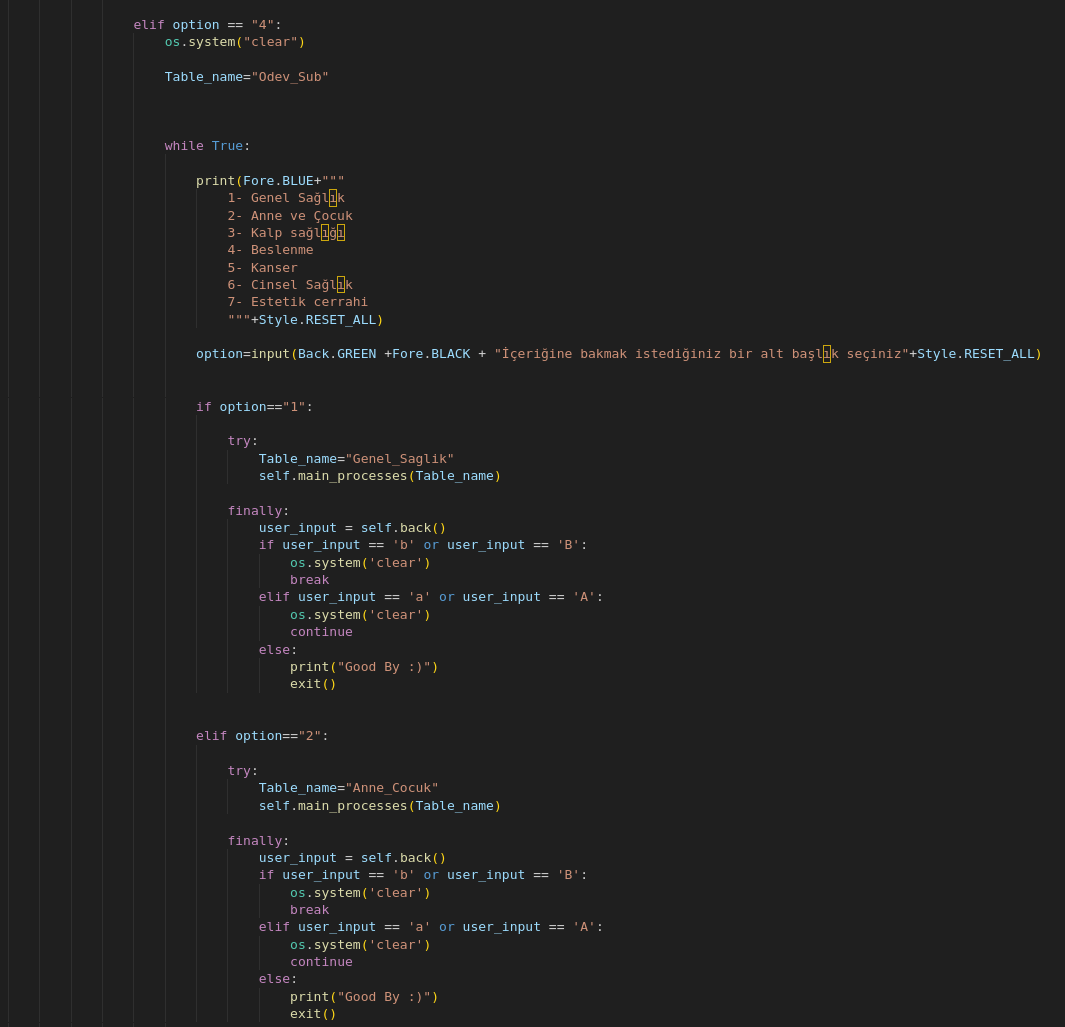 elif option == "4":
os.system("clear")
Table_name="Odev_Sub"
while True:
print(Fore.BLUE+"""
1- Genel Sağlık
2- Anne ve Çocuk
3- Kalp sağlığı
4- Beslenme
5- Kanser
6- Cinsel Sağlık
7- Estetik cerrahi
"""+Style.RESET_ALL)
option=input(Back.GREEN +Fore.BLACK + "İçeriğine bakmak istediğiniz bir alt başlık seçiniz"+Style.RESET_ALL)
if option=="1":
try:
Table_name="Genel_Saglik"
self.main_processes(Table_name)
finally:
user_input = self.back()
if user_input == 'b' or user_input == 'B':
os.system('clear')
break
elif user_input == 'a' or user_input == 'A':
os.system('clear')
continue
else:
print("Good By :)")
exit()
elif option=="2":
try:
Table_name="Anne_Cocuk"
self.main_processes(Table_name)
finally:
user_input = self.back()
if user_input == 'b' or user_input == 'B':
os.system('clear')
break
elif user_input == 'a' or user_input == 'A':
os.system('clear')
continue
else:
print("Good By :)")
exit()